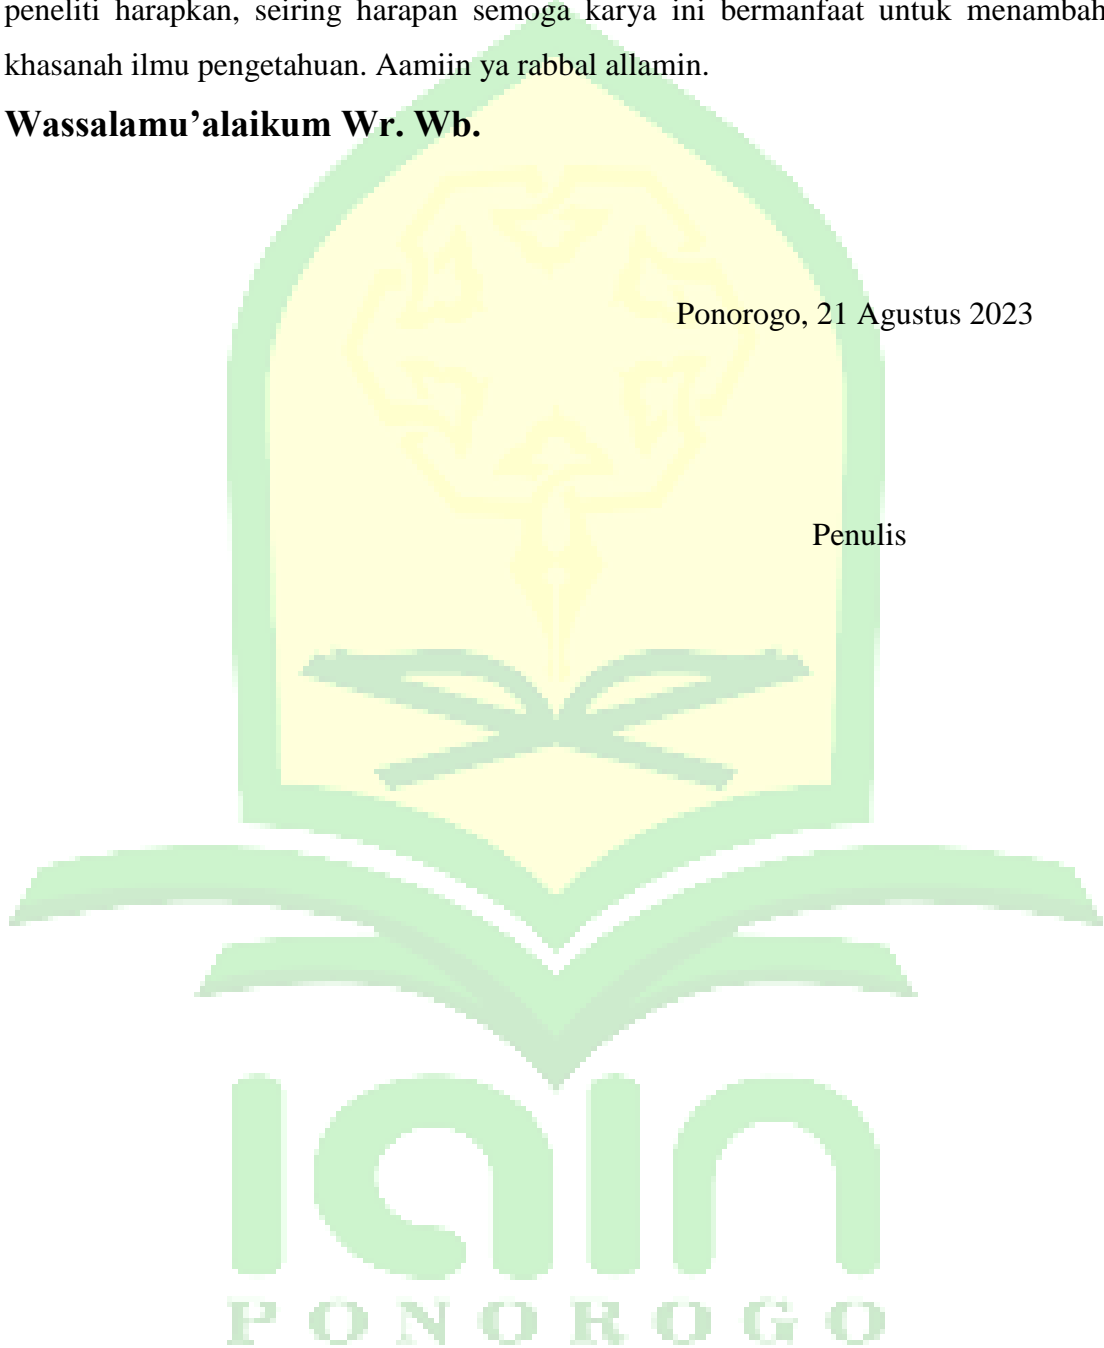 peneliti harapkan, seiring harapan semoga karya ini bermanfaat untuk menambah
khasanah ilmu pengetahuan. Aamiin ya rabbal allamin.
Wassalamu’alaikum Wr. Wb.
Ponorogo, 21 Agustus 2023
Penulis
iain
PONOROGO